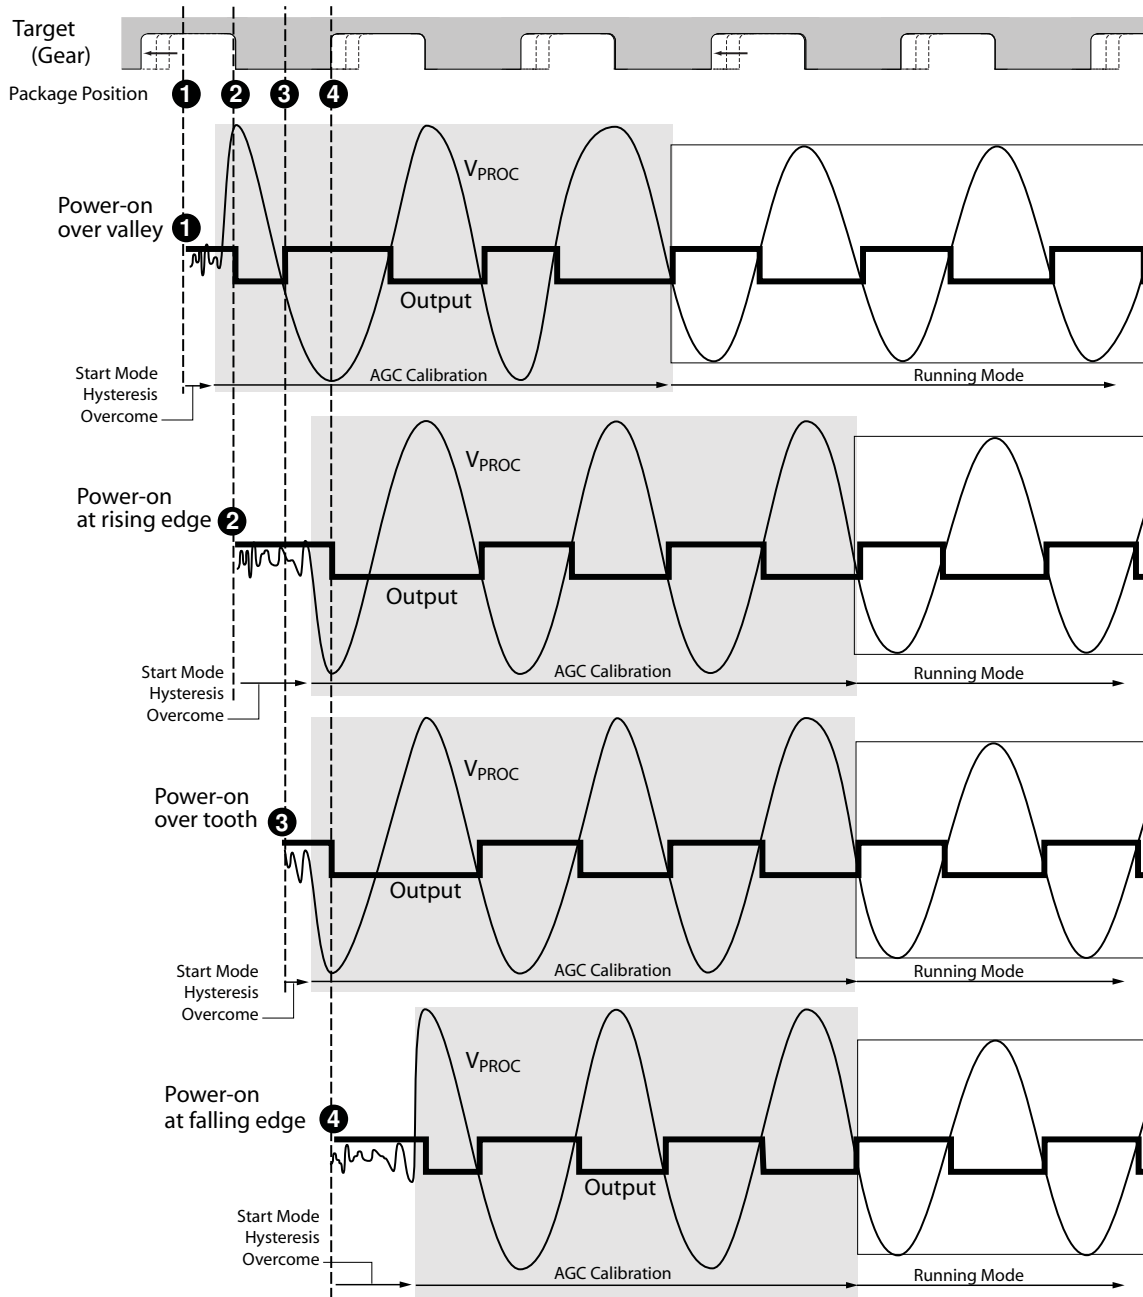 Target
(Gear)
Package Position
1 2 3 4
VPROC
Power-on
over valley 1
Output
Start Mode
Hysteresis
Overcome
AGC Calibration
Running Mode
VPROC
Power-on
at rising edge 2
Output
Start Mode
Hysteresis
Overcome
AGC Calibration
Running Mode
VPROC
Power-on
over tooth 3
Output
Start Mode
Hysteresis
Overcome
AGC Calibration
Running Mode
VPROC
Power-on
at falling edge 4
Output
Start Mode
Hysteresis
Overcome
AGC Calibration
Running Mode